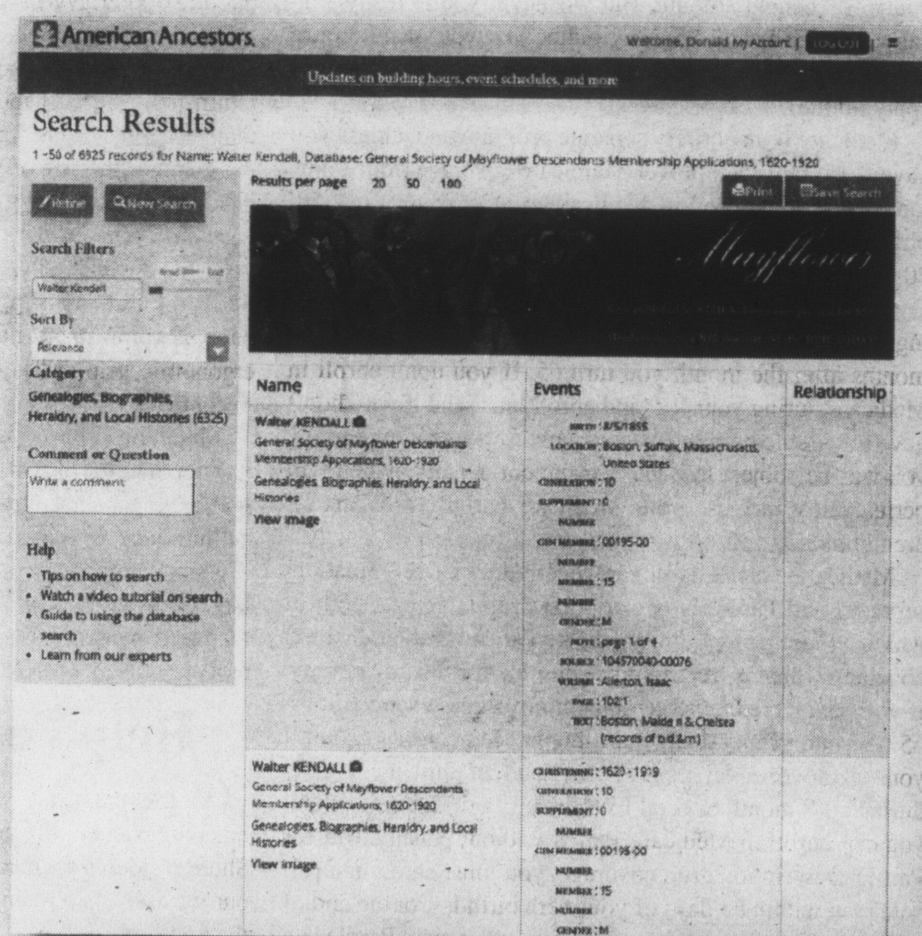 American Ancestors.
Welcome, Donald My Account | LOG OUT |
Updates on building hours, event schedules, and more
Search Results
1 -50 of 6325 records for Name: Walter Kendall, Database: General Society of Mayflower Descendants Membership Applications, 1620-1920
Refine
New Search
Search Filters
Walter Kendall
Sort By
Relevance
Category
Genealogies, Biographies,
Heraldry, and Local Histories (6325)
Comment or Question
Write a comment
Help
• Tips on how to search
• Watch a video tutorial on search
• Guide to using the database
search
• Learn from our experts
Results per page 20 50 100
Print
Save Search
Mayflower
Name Events Relationship
Walter KENDALL
General Society of Mayflower Descendants
Membership Applications, 1620-1920
Genealogies, Biographies, Heraldry, and Local
Histories
View image
BIRTH : 8/5/1855
LOCATION : Boston, Suffolk, Massachusetts,
United States
GENERATION : 10
SUPPLEMENT : 0
NUMBER
GSM MEMBER : 00195-00
NUMBER
MEMBER : 15
NUMBER
GENDER : M
NOTE : page 1 of 4
SOURCE : 104570040-00076
VOLUME : Allerton, Isaac
PAGE : 102:1
TEXT : Boston, Malden & Chelsea
(records of b.d.&m.)
Walter KENDALL
General Society of Mayflower Descendants
Membership Applications, 1620-1920
Genealogies, Biographies, Heraldry, and Local
Histories
View image
CHRISTENING : 1620 - 1919
GENERATION : 10
SUPPLEMENT : 0
NUMBER
GSM MEMBER : 00195-00
NUMBER
MEMBER : 15
NUMBER
GENDER : M